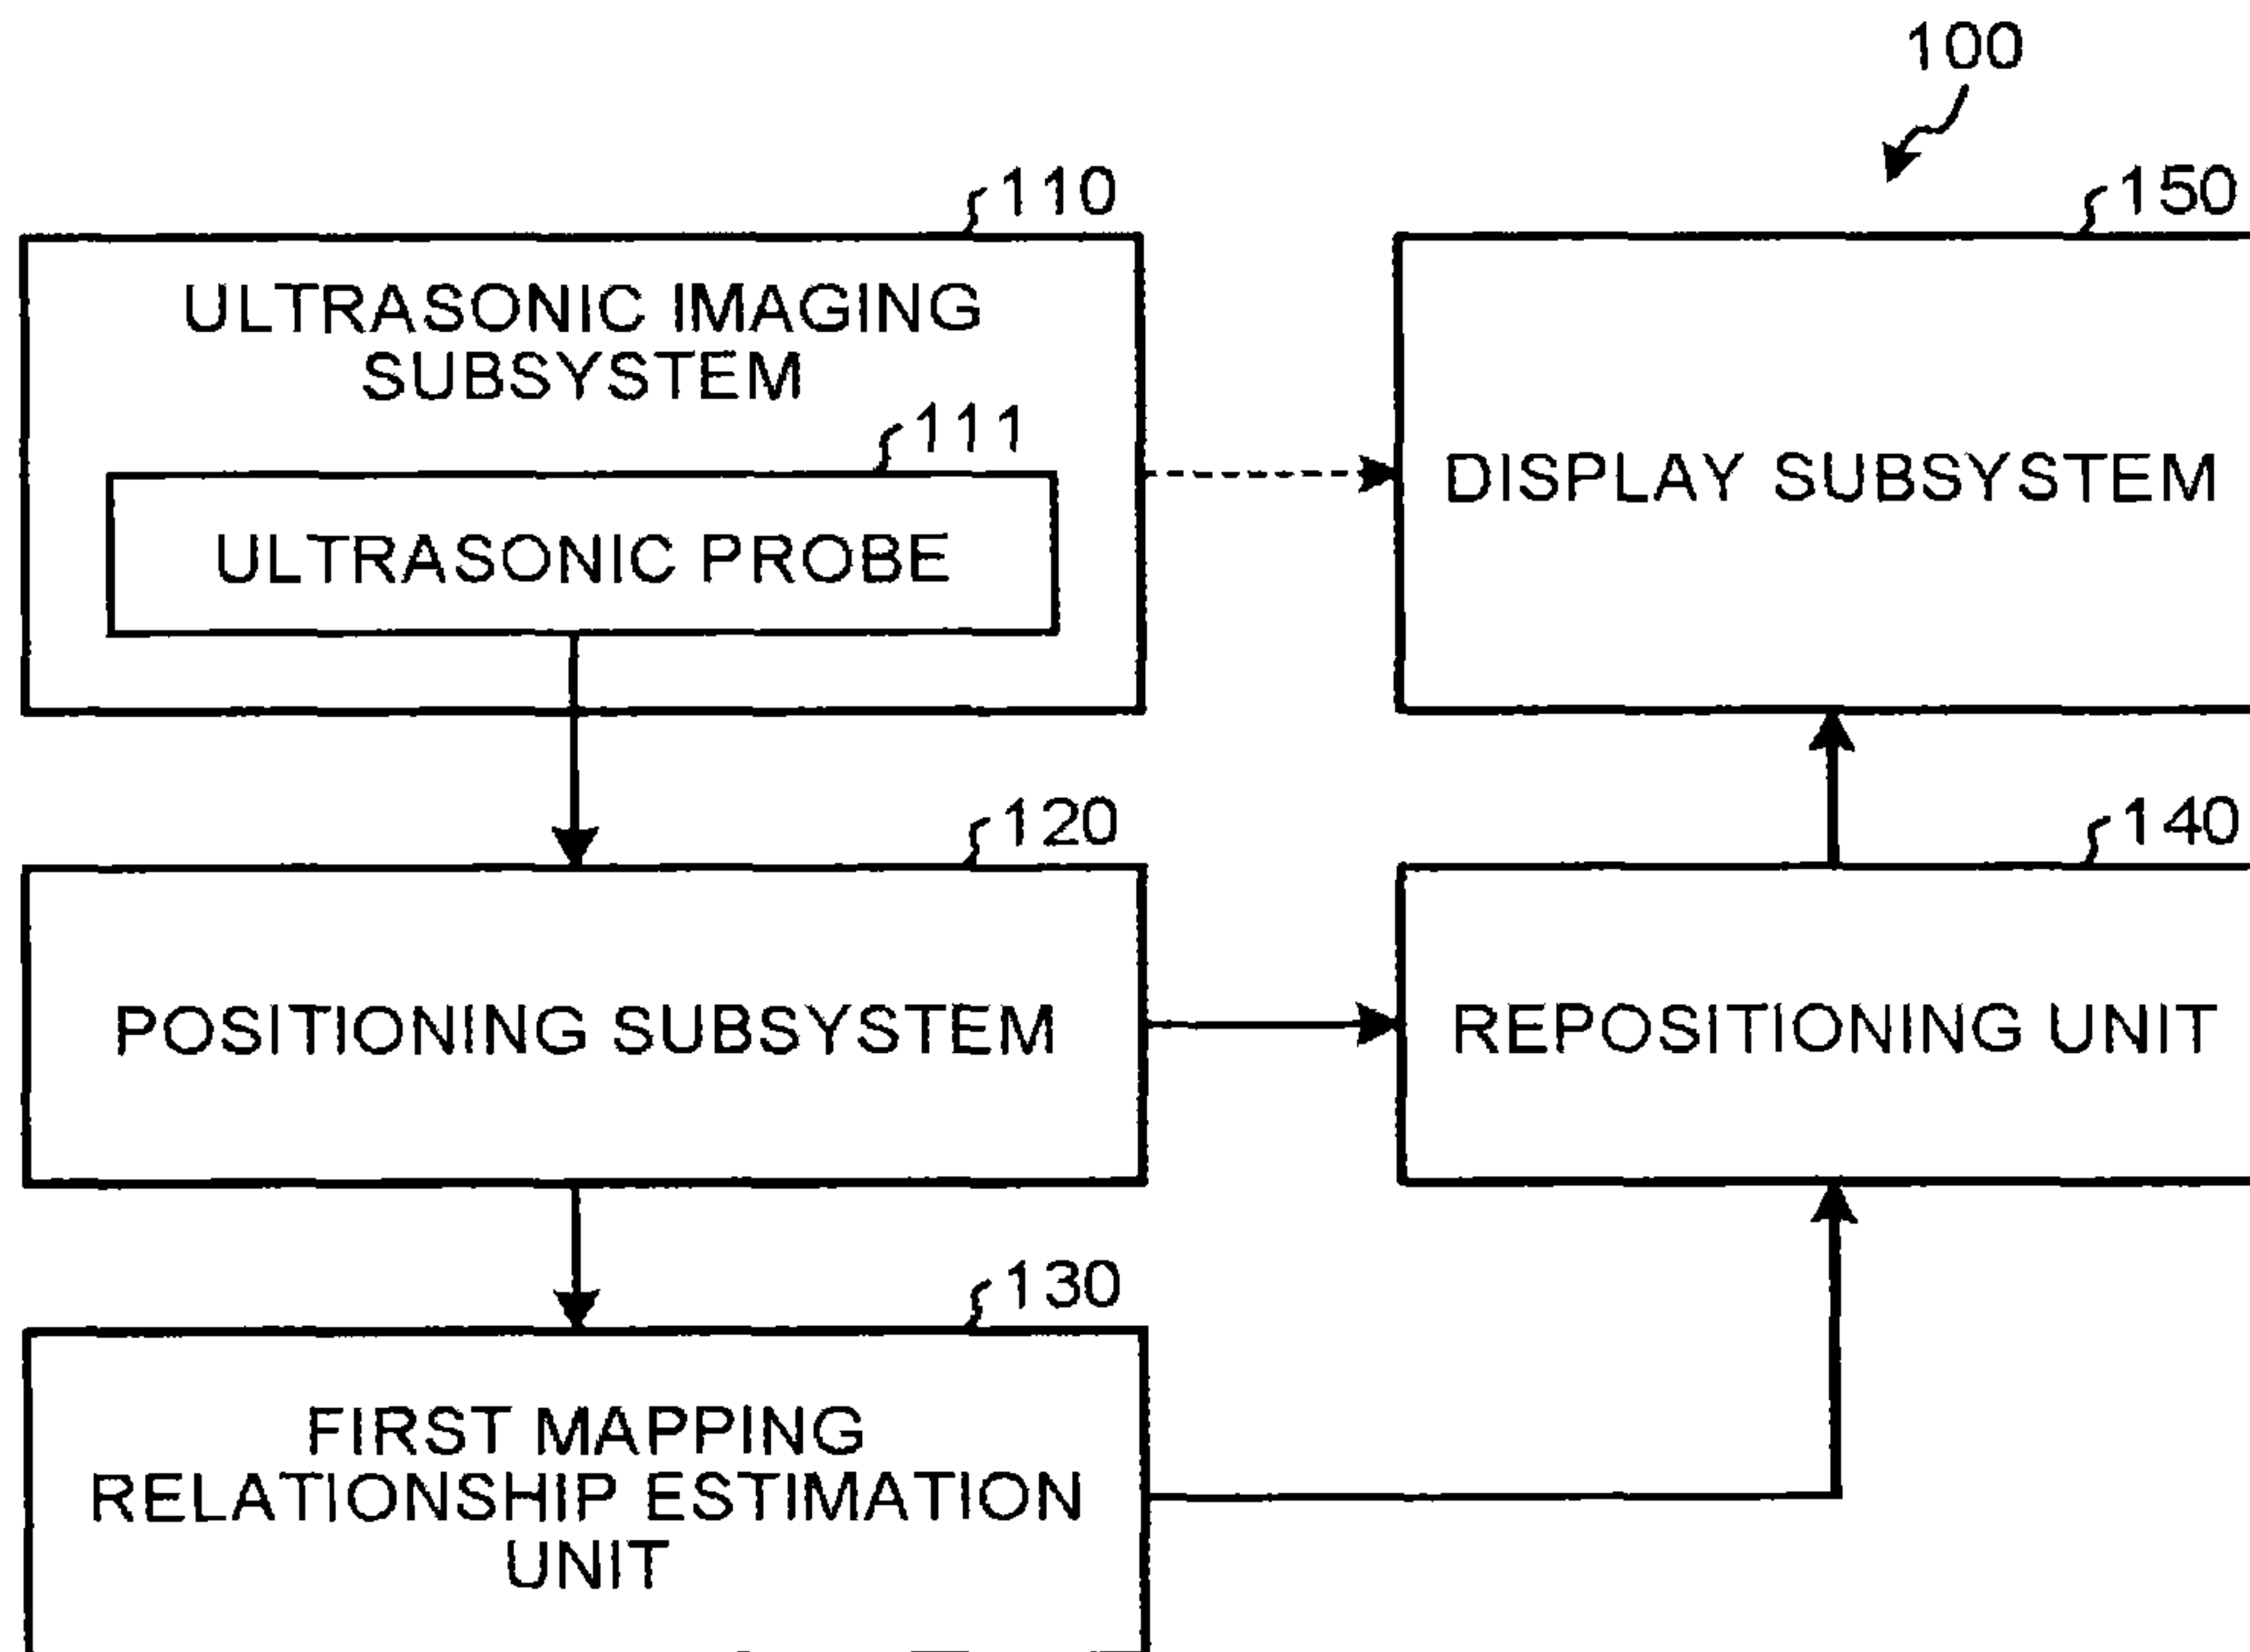 100
110
ULTRASONIC IMAGING
SUBSYSTEM
111
ULTRASONIC PROBE
150
DISPLAY SUBSYSTEM
120
POSITIONING SUBSYSTEM
140
REPOSITIONING UNIT
130
FIRST MAPPING
RELATIONSHIP ESTIMATION
UNIT